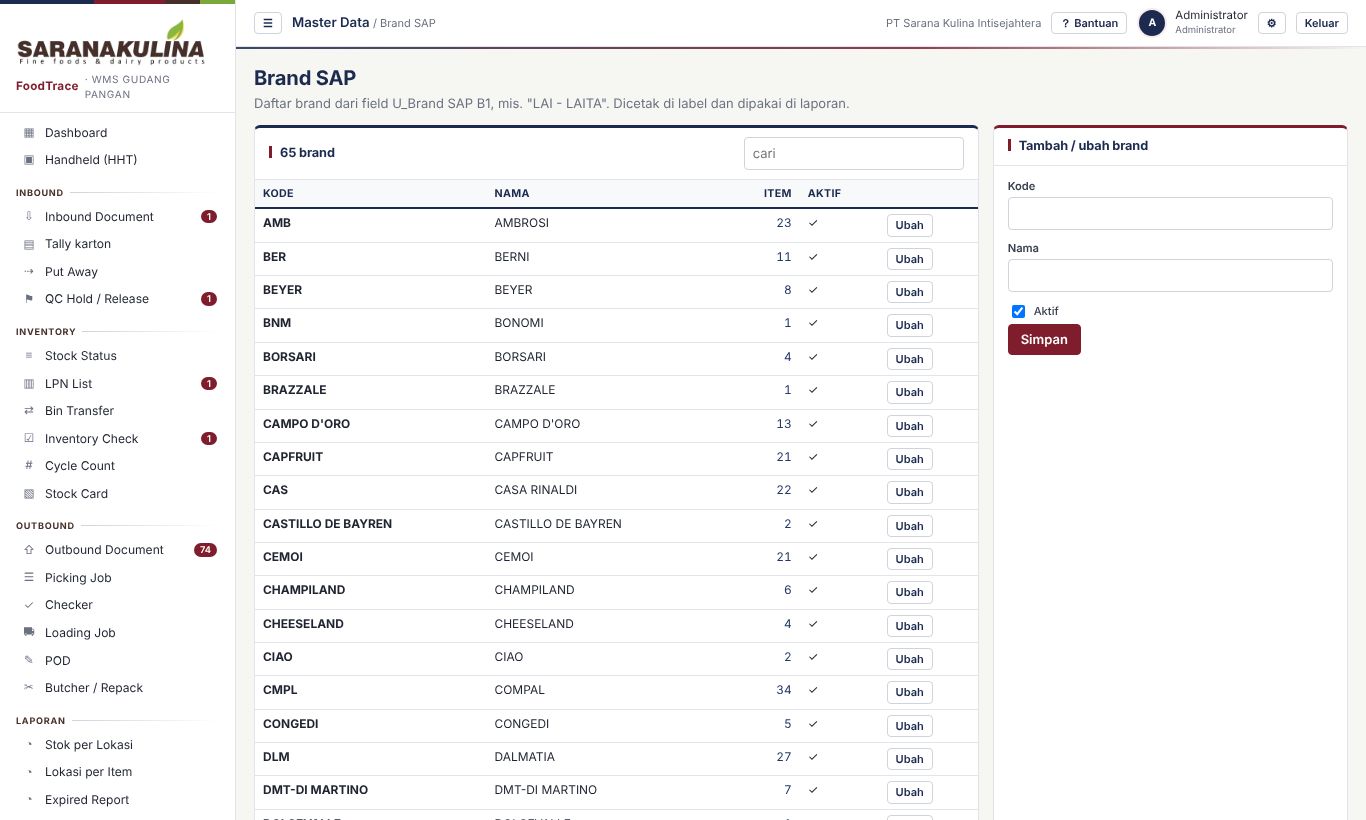 SARANAKULINA
Fine foods & dairy products
FoodTrace · WMS GUDANG PANGAN
Dashboard
Handheld (HHT)
INBOUND
Inbound Document 1
Tally karton
Put Away
QC Hold / Release 1
INVENTORY
Stock Status
LPN List 1
Bin Transfer
Inventory Check 1
Cycle Count
Stock Card
OUTBOUND
Outbound Document 74
Picking Job
Checker
Loading Job
POD
Butcher / Repack
LAPORAN
Stok per Lokasi
Lokasi per Item
Expired Report
☰ Master Data / Brand SAP
PT Sarana Kulina Intisejahtera
? Bantuan
A
Administrator
Administrator
⚙
Keluar
Brand SAP
Daftar brand dari field U_Brand SAP B1, mis. "LAI - LAITA". Dicetak di label dan dipakai di laporan.
65 brand
cari
KODE NAMA ITEM AKTIF
AMB AMBROSI 23 ✓ Ubah
BER BERNI 11 ✓ Ubah
BEYER BEYER 8 ✓ Ubah
BNM BONOMI 1 ✓ Ubah
BORSARI BORSARI 4 ✓ Ubah
BRAZZALE BRAZZALE 1 ✓ Ubah
CAMPO D'ORO CAMPO D'ORO 13 ✓ Ubah
CAPFRUIT CAPFRUIT 21 ✓ Ubah
CAS CASA RINALDI 22 ✓ Ubah
CASTILLO DE BAYREN CASTILLO DE BAYREN 2 ✓ Ubah
CEMOI CEMOI 21 ✓ Ubah
CHAMPILAND CHAMPILAND 6 ✓ Ubah
CHEESELAND CHEESELAND 4 ✓ Ubah
CIAO CIAO 2 ✓ Ubah
CMPL COMPAL 34 ✓ Ubah
CONGEDI CONGEDI 5 ✓ Ubah
DLM DALMATIA 27 ✓ Ubah
DMT-DI MARTINO DMT-DI MARTINO 7 ✓ Ubah
Tambah / ubah brand
Kode
Nama
Aktif
Simpan